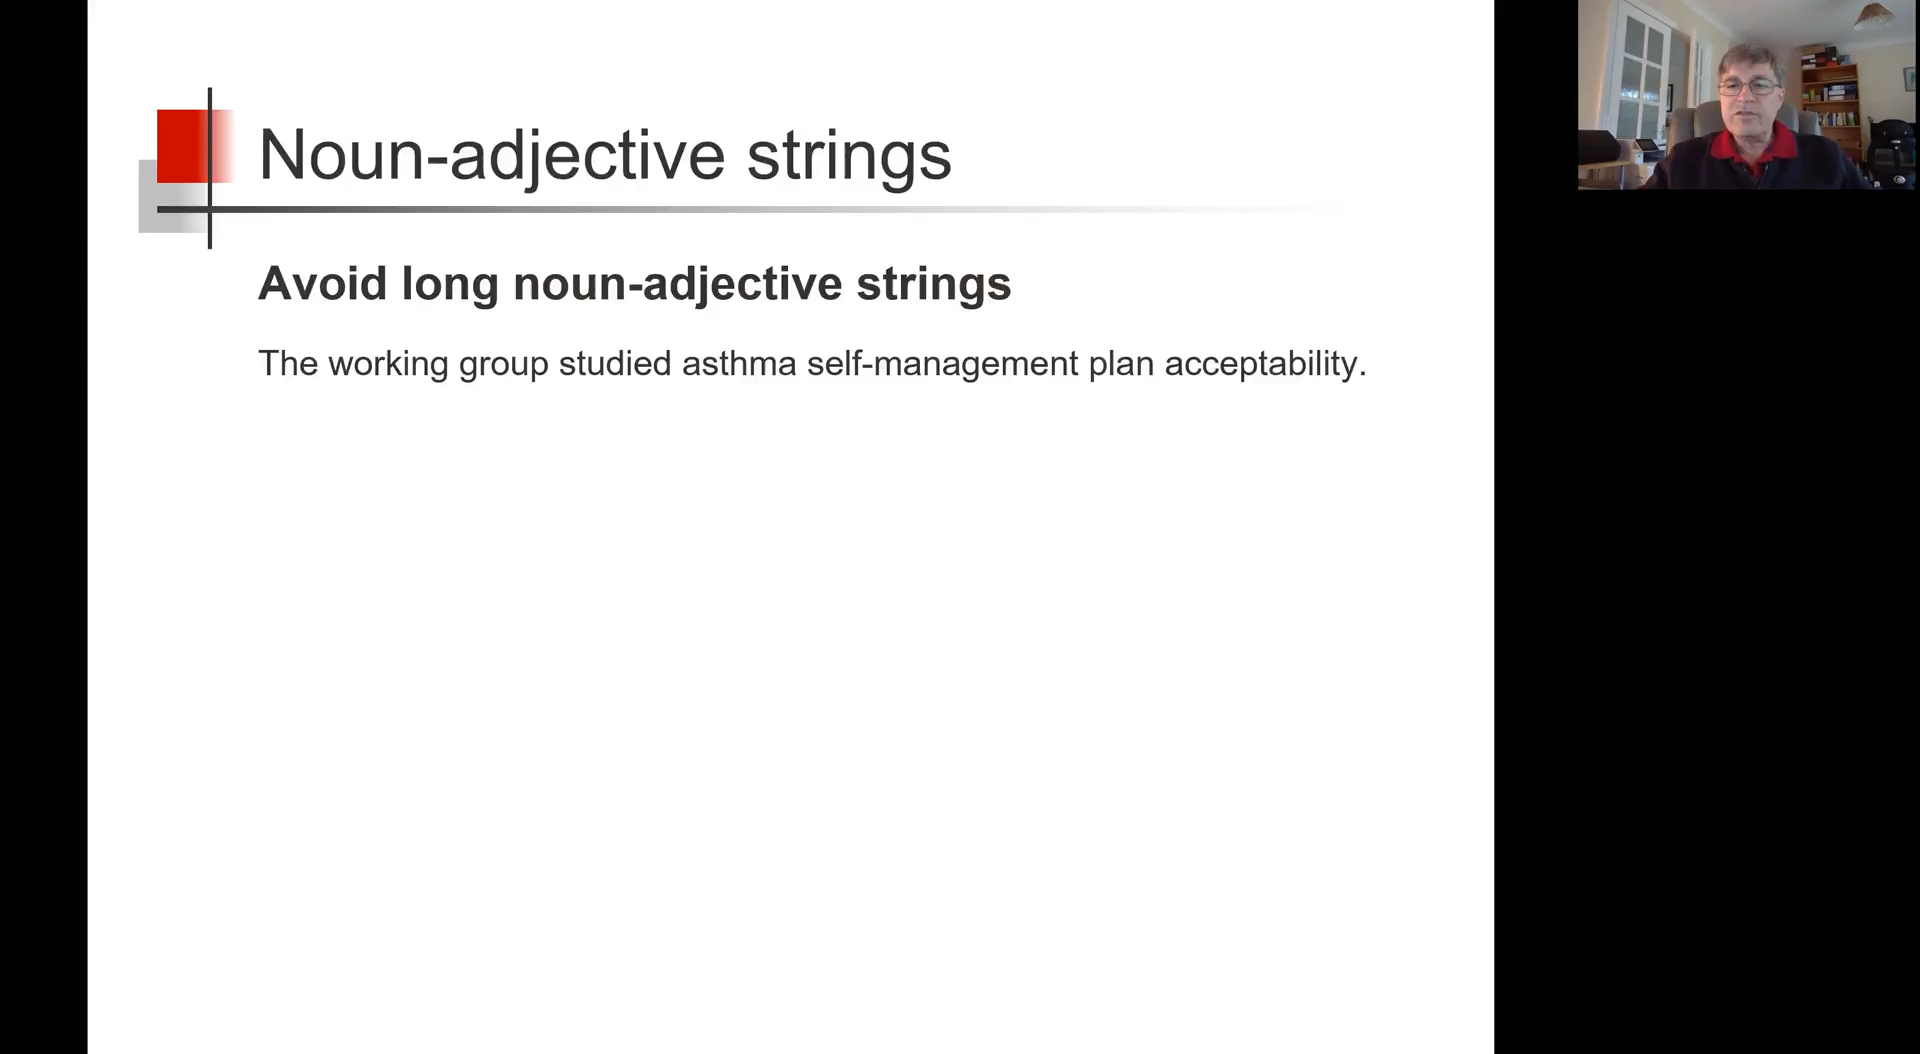 Noun-adjective strings
Avoid long noun-adjective strings
The working group studied asthma self-management plan acceptability.